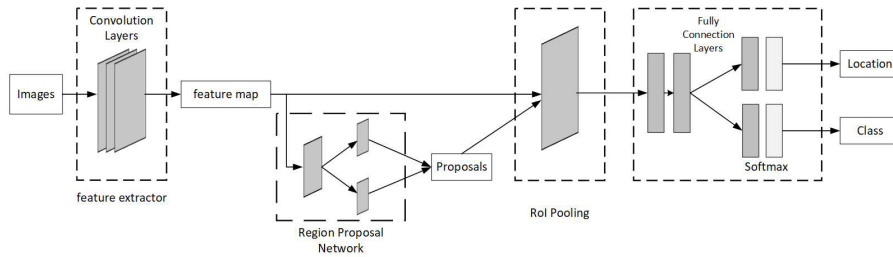 Convolution
Layers
Images
feature map
feature extractor
Region Proposal
Network
Proposals
RoI Pooling
Fully
Connection
Layers
Softmax
Location
Class